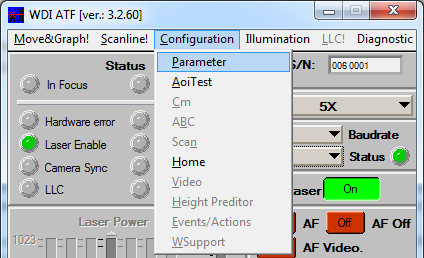 WDI ATF [ver.: 3.2.60]
Move&Graph! Scanline! Configuration Illumination LLC! Diagnostic
Status
In Focus
Hardware error
Laser Enable
Camera Sync
LLC
Laser Power
1023
Parameter
AoiTest
Cm
ABC
Scan
Home
Video
Height Preditor
Events/Actions
WSupport
S/N: 006 0001
5X
Baudrate
Status
aser On
AF Off AF Off
AF Video.